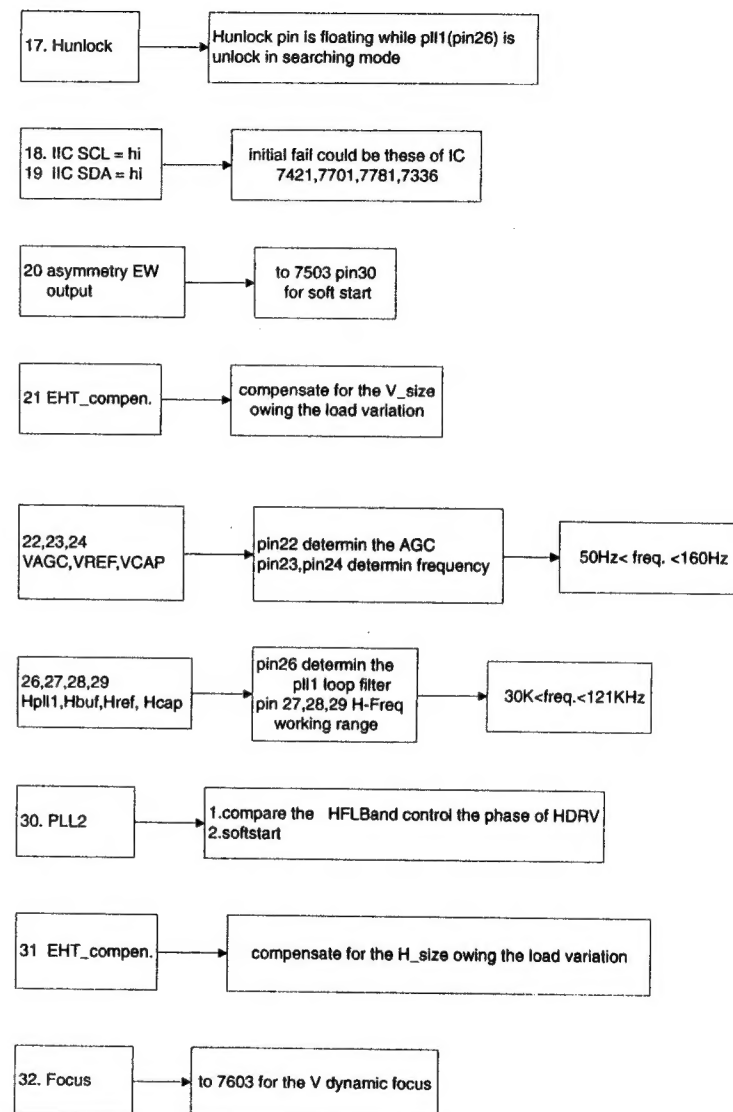 17. Hunlock
Hunlock pin is floating while pll1(pin26) is
unlock in searching mode
18. IIC SCL = hi
19 IIC SDA = hi
initial fail could be these of IC
7421,7701,7781,7336
20 asymmetry EW
output
to 7503 pin30
for soft start
21 EHT_compen.
compensate for the V_size
owing the load variation
22,23,24
VAGC,VREF,VCAP
pin22 determin the AGC
pin23,pin24 determin frequency
50Hz< freq. <160Hz
26,27,28,29
Hpll1,Hbuf,Href, Hcap
pin26 determin the
pll1 loop filter
pin 27,28,29 H-Freq
working range
30K<freq.<121KHz
30. PLL2
1.compare the HFLBand control the phase of HDRV
2.softstart
31 EHT_compen.
compensate for the H_size owing the load variation
32. Focus
to 7603 for the V dynamic focus